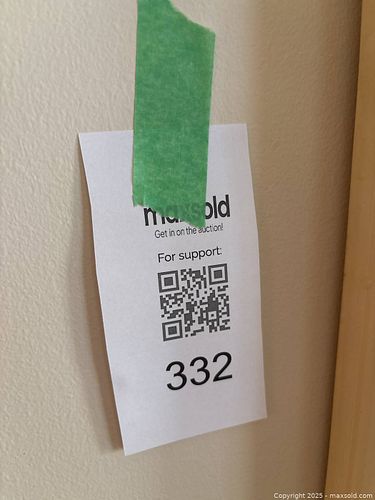 maxsold
Get in on the auction!
For support:
332
Copyright 2025 - maxsold.com